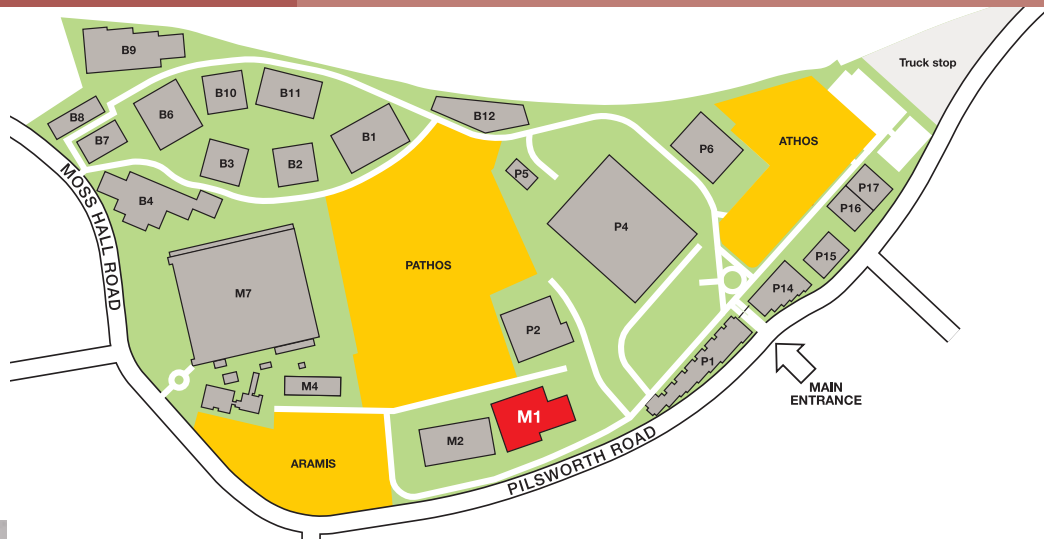 B9
Truck stop
B10
B11
B8
B6
B12
B7
B1
ATHOS
P6
B3
B2
P5
P17
MOSS HALL ROAD
B4
P16
P4
P15
PATHOS
M7
P14
P2
P1
M4
MAIN
ENTRANCE
M1
M2
ARAMIS
PILSWORTH ROAD